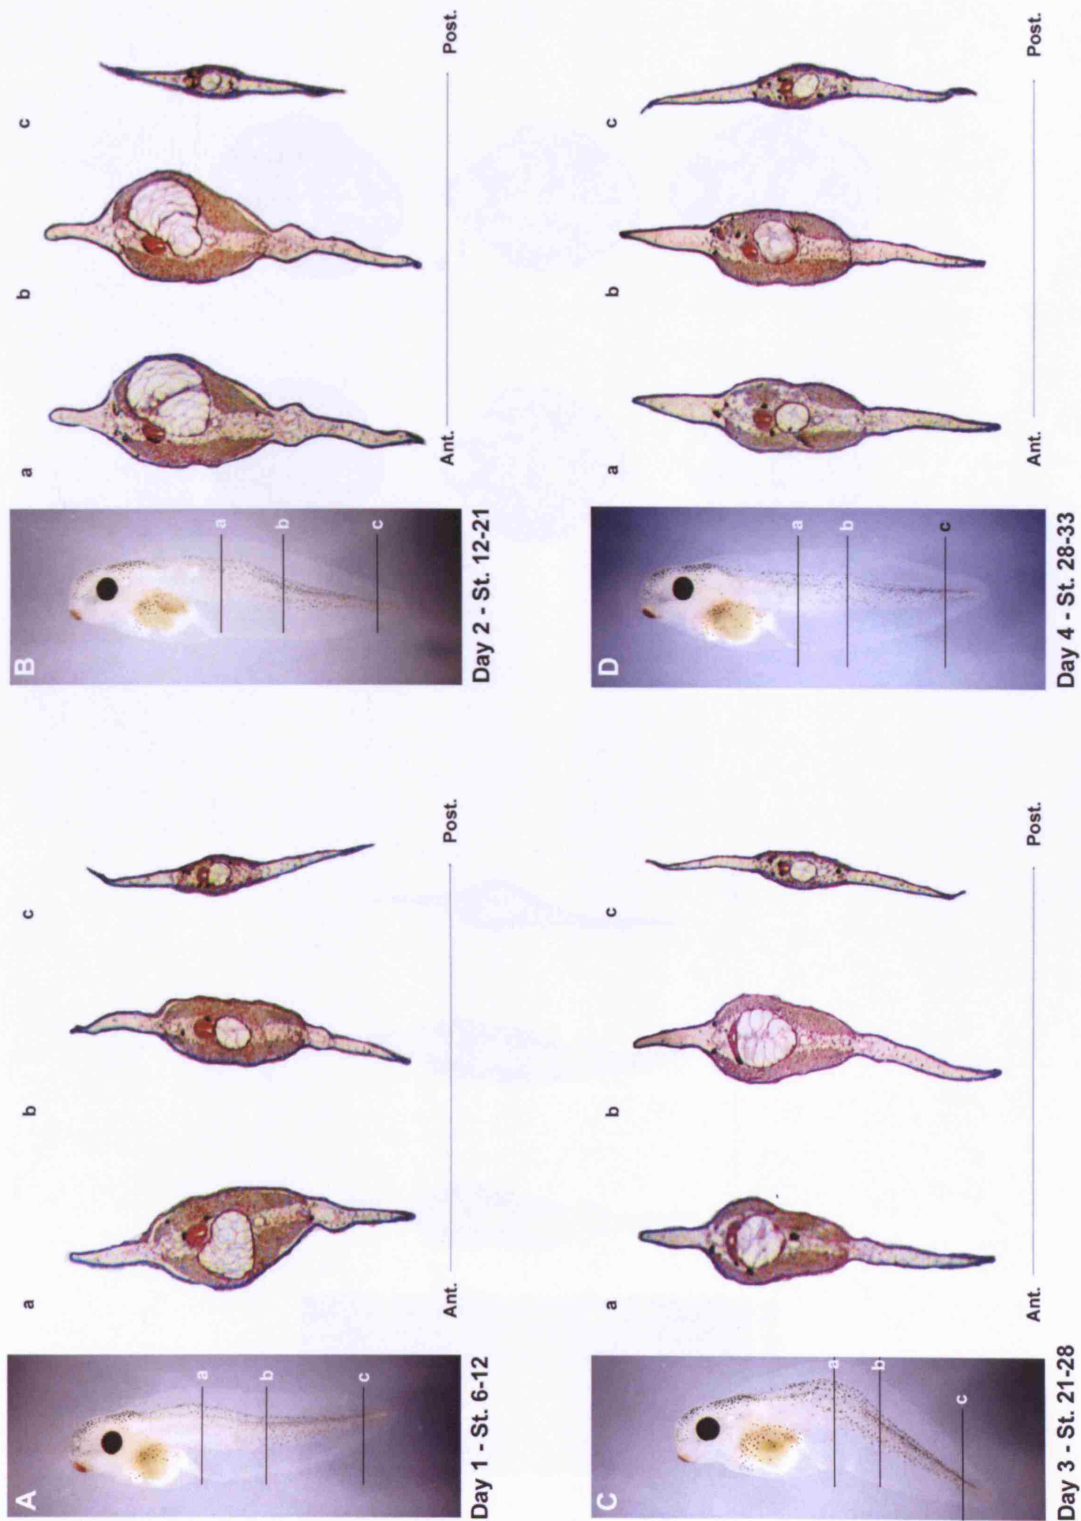 A
a
b
c
Day 1 - St. 6-12
a
b
c
Ant.
Post.
B
a
b
c
Day 2 - St. 12-21
a
b
c
Ant.
Post.
C
a
b
c
Day 3 - St. 21-28
a
b
c
Ant.
Post.
D
a
b
c
Day 4 - St. 28-33
a
b
c
Ant.
Post.